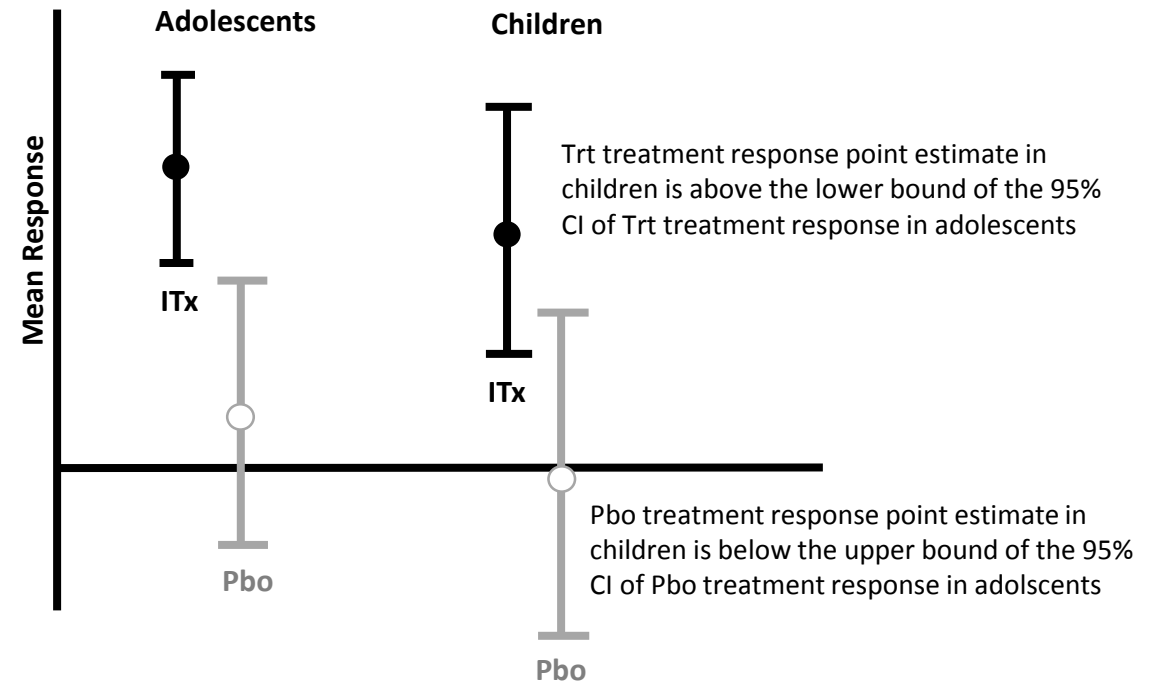 Adolescents
Children
Mean Response
Trt treatment response point estimate in
children is above the lower bound of the 95%
CI of Trt treatment response in adolescents
ITx
ITx
Pbo
Pbo treatment response point estimate in
children is below the upper bound of the 95%
CI of Pbo treatment response in adolscents
Pbo